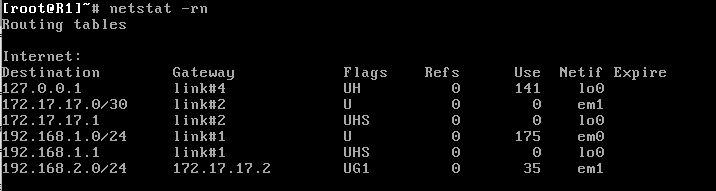 [root@R1]~# netstat -rn
Routing tables

Internet:
Destination        Gateway            Flags    Refs      Use  Netif Expire
127.0.0.1          link#4             UH          0      141    lo0
172.17.17.0/30     link#2             U           0        0    em1
172.17.17.1        link#2             UHS         0        0    lo0
192.168.1.0/24     link#1             U           0      175    em0
192.168.1.1        link#1             UHS         0        0    lo0
192.168.2.0/24     172.17.17.2        UG1         0       35    em1